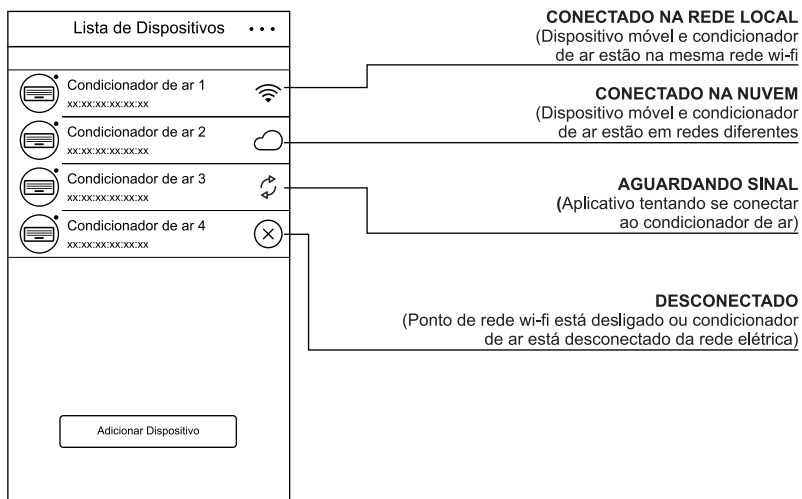 Lista de Dispositivos
Condicionador de ar 1
xx:xx:xx:xx:xx:xx
Condicionador de ar 2
xx:xx:xx:xx:xx:xx
Condicionador de ar 3
xx:xx:xx:xx:xx:xx
Condicionador de ar 4
xx:xx:xx:xx:xx:xx
Adicionar Dispositivo
CONECTADO NA REDE LOCAL
(Dispositivo móvel e condicionador
de ar estão na mesma rede wi-fi
CONECTADO NA NUVEM
(Dispositivo móvel e condicionador
de ar estão em redes diferentes
AGUARDANDO SINAL
(Aplicativo tentando se conectar
ao condicionador de ar)
DESCONECTADO
(Ponto de rede wi-fi está desligado ou condicionador
de ar está desconectado da rede elétrica)